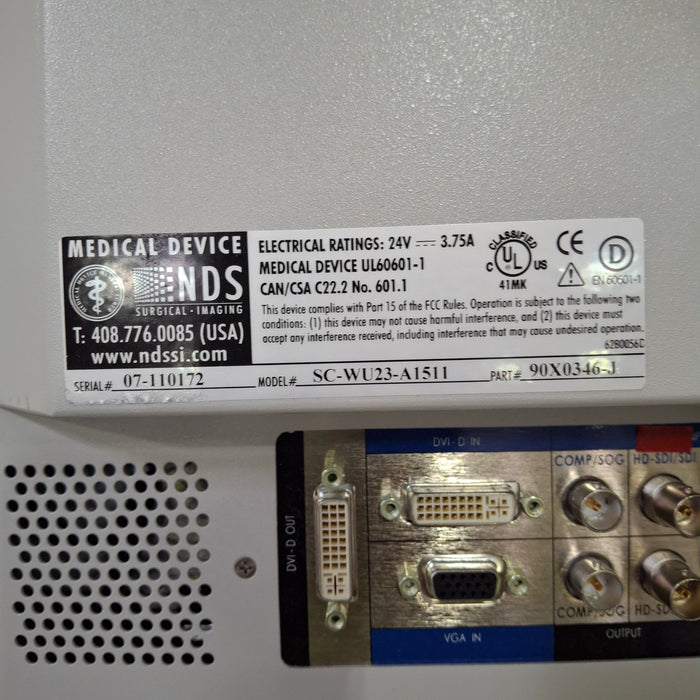 MEDICAL DEVICE
NDS
SURGICAL · IMAGING
T: 408.776.0085 (USA)
www.ndssi.com
ELECTRICAL RATINGS: 24V ⎓ 3.75A
MEDICAL DEVICE UL60601-1
CAN/CSA C22.2 No. 601.1
CLASSIFIED
C UL US
41MK
CE
D
EN 60601-1
This device complies with Part 15 of the FCC Rules. Operation is subject to the following two
conditions: (1) this device may not cause harmful interference, and (2) this device must
accept any interference received, including interference that may cause undesired operation.
62B0056C
SERIAL# 07-110172 MODEL# SC-WU23-A1511 PART# 90X0346-J
DVI-D OUT
DVI-D IN
COMP/SOG
HD-SDI/SDI
VGA IN
COMP/SOG
OUTPUT